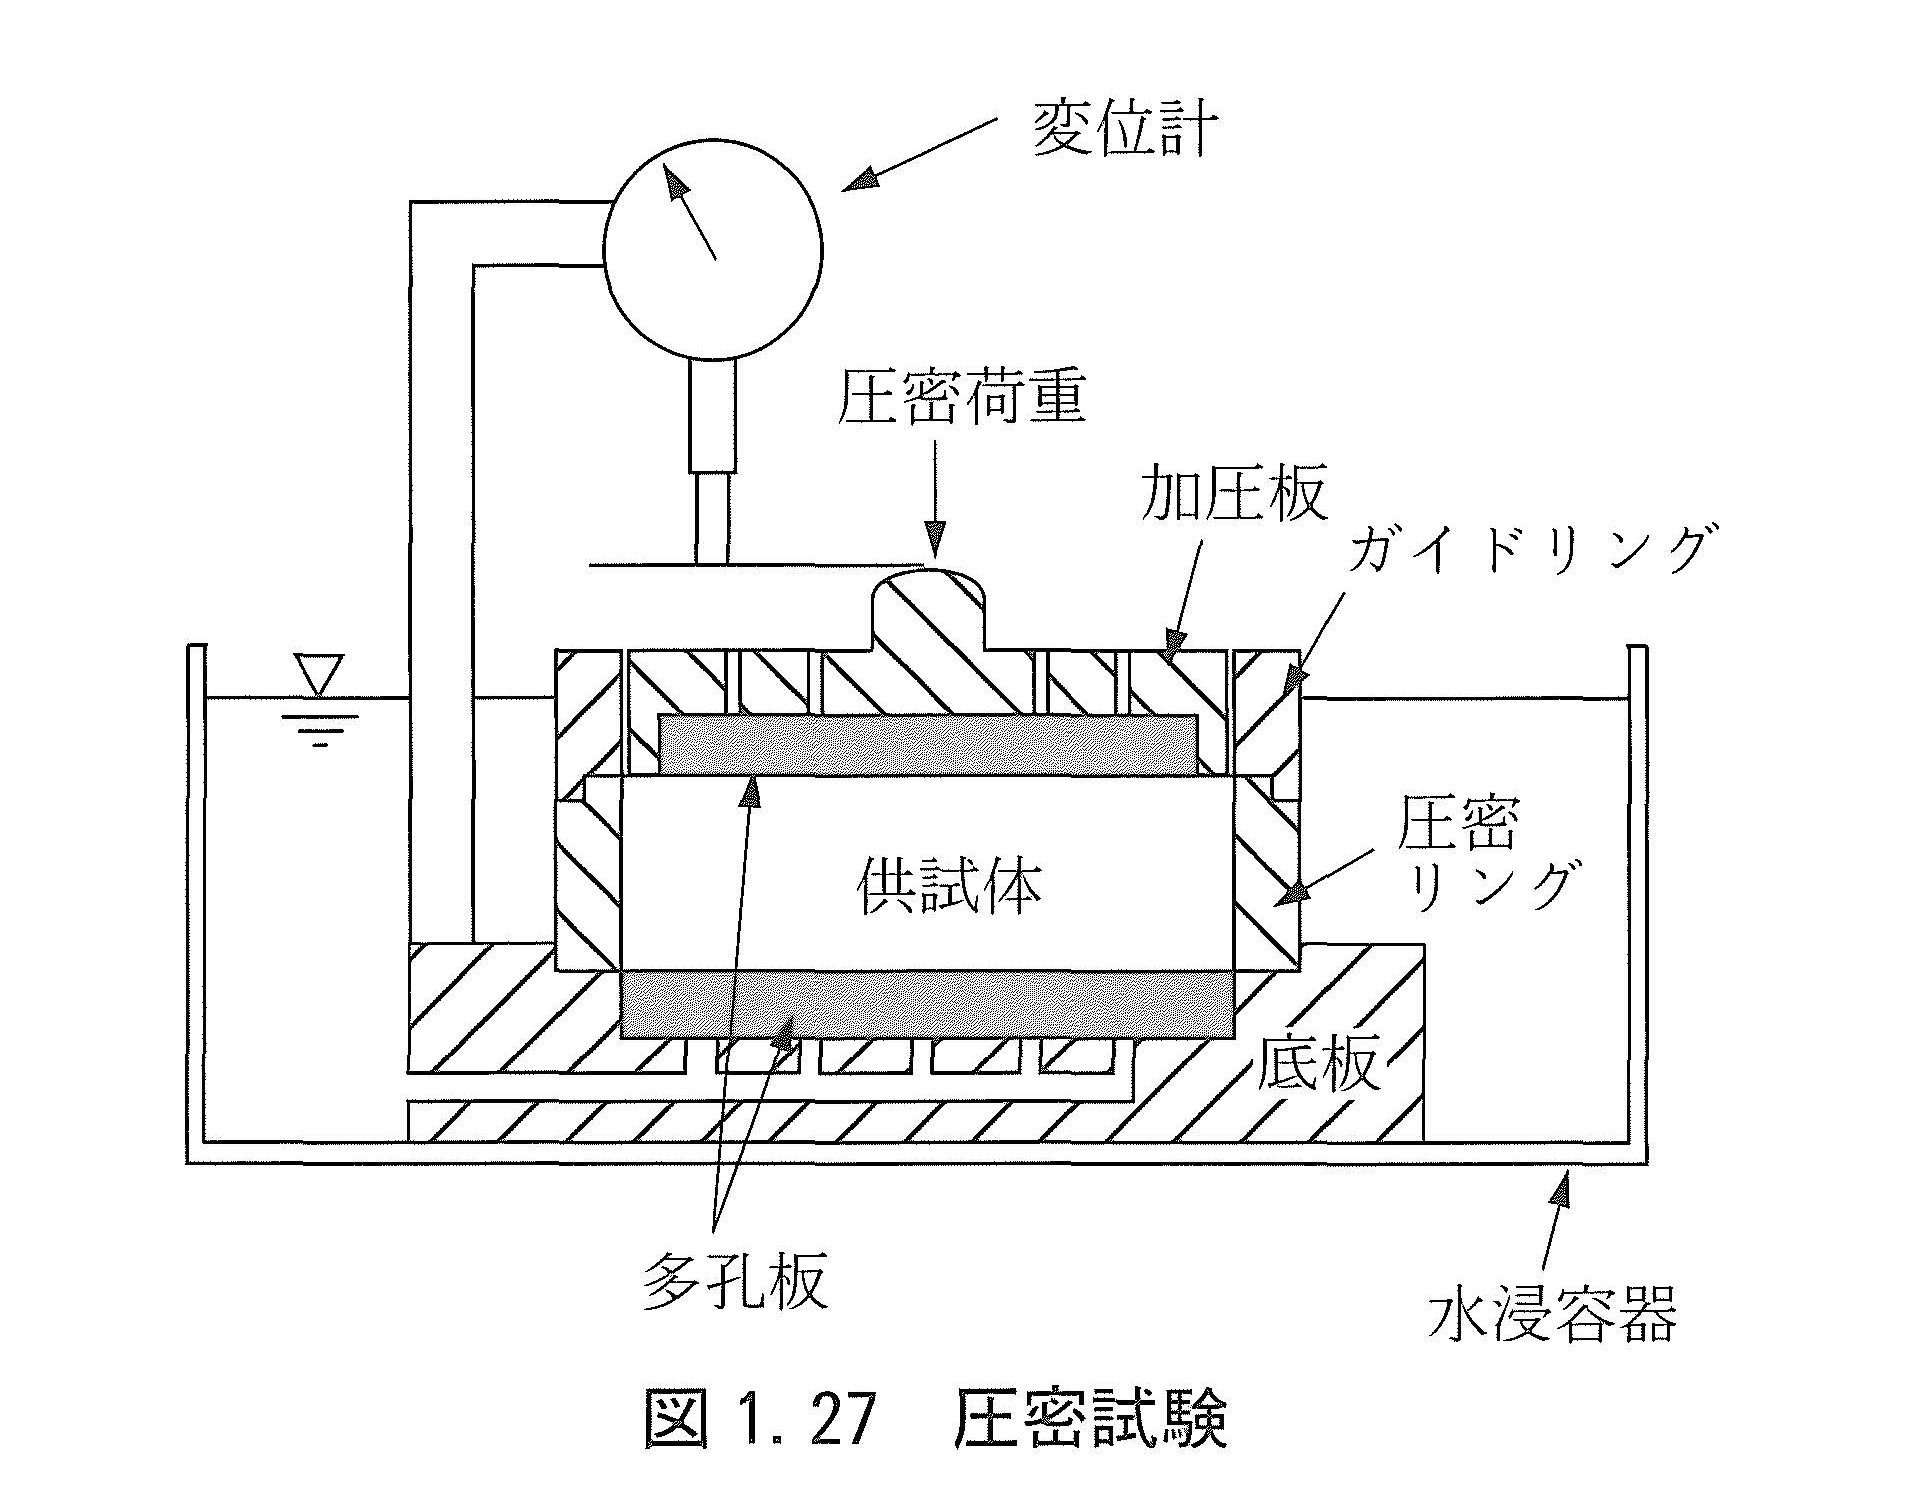 変位計
圧密荷重
加圧板
ガイドリング
圧密
リング
供試体
底板
多孔板
水浸容器
図 1.27 圧密試験